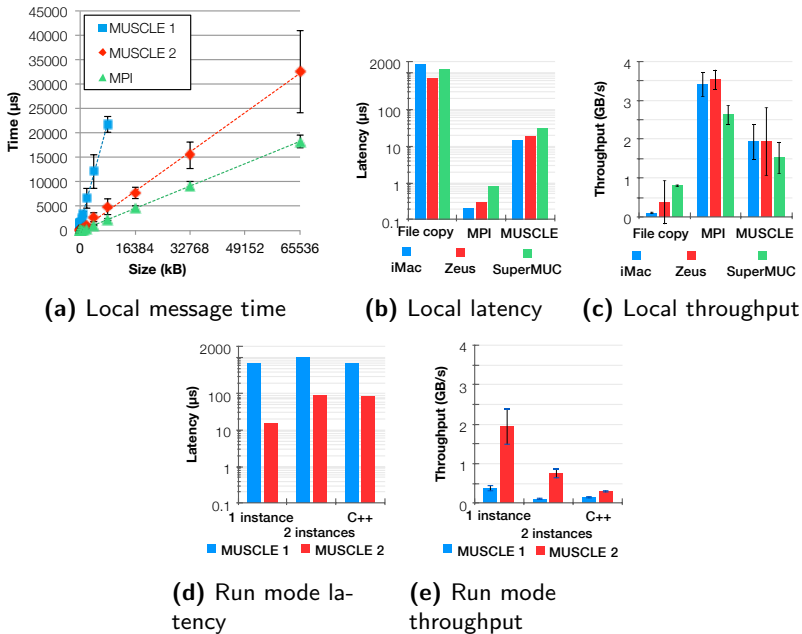 45000
40000
35000
30000
25000
20000
15000
10000
5000
0
Time (µs)
MUSCLE 1
MUSCLE 2
MPI
0 16384 32768 49152 65536
Size (kB)
(a) Local message time
2000
100
10
1
0.1
Latency (µs)
File copy MPI MUSCLE
iMac Zeus SuperMUC
(b) Local latency
4
2
1
0
Throughput (GB/s)
File copy MPI MUSCLE
iMac Zeus SuperMUC
(c) Local throughput
2000
100
10
1
0.1
Latency (µs)
1 instance C++
2 instances
MUSCLE 1 MUSCLE 2
(d) Run mode la-
tency
4
2
1
0
Throughput (GB/s)
1 instance C++
2 instances
MUSCLE 1 MUSCLE 2
(e) Run mode
throughput